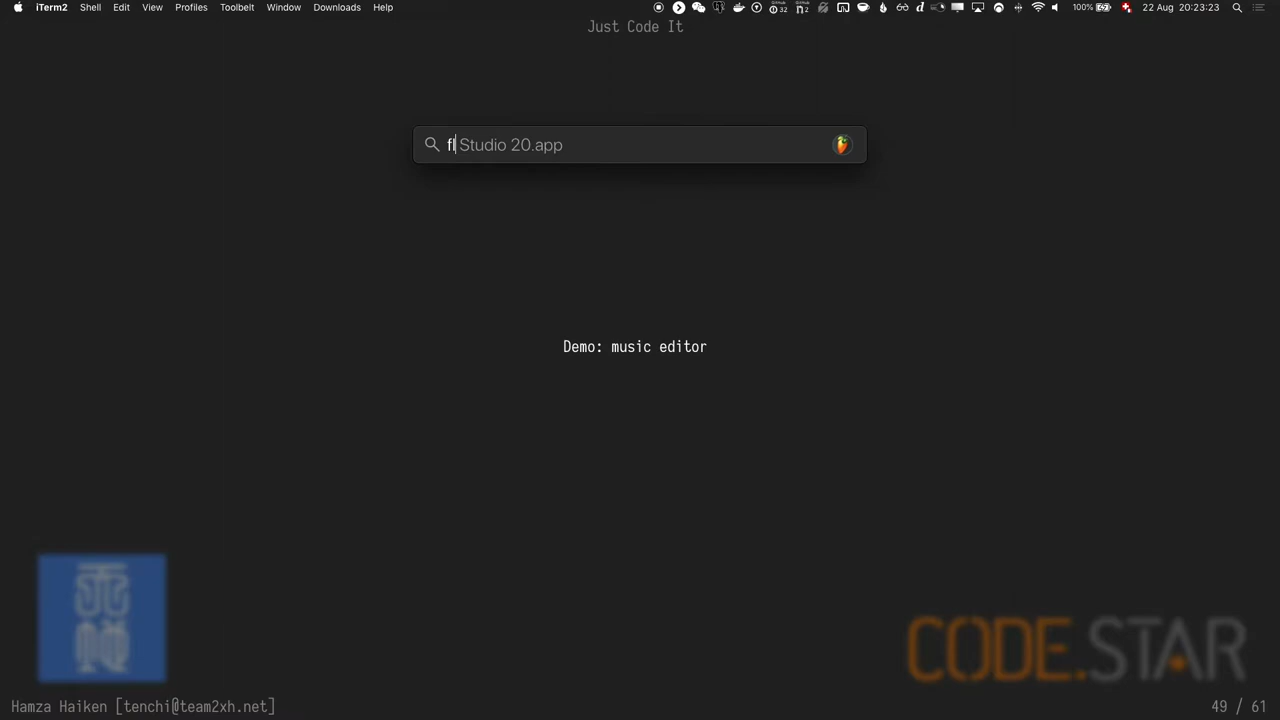 iTerm2 Shell Edit View Profiles Toolbelt Window Downloads Help 100% 22 Aug 20:23:23
Just Code It
fl Studio 20.app
Demo: music editor
CODE.STAR
Hamza Haiken [tenchi@team2xh.net] 49 / 61